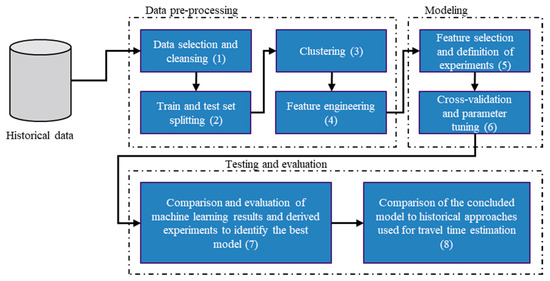 Data pre-processing
Modeling
Historical data
Data selection and
cleansing (1)
Train and test set
splitting (2)
Clustering (3)
Feature engineering
(4)
Feature selection
and definition of
experiments (5)
Cross-validation
and parameter
tuning (6)
Testing and evaluation
Comparison and evaluation of
machine learning results and derived
experiments to identify the best
model (7)
Comparison of the concluded
model to historical approaches
used for travel time estimation
(8)